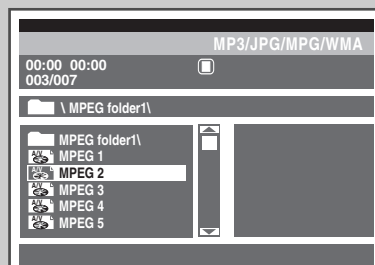 MP3/JPG/MPG/WMA
00:00 00:00
003/007
\ MPEG folder1\
MPEG folder1\
A/V MPEG 1
A/V MPEG 2
A/V MPEG 3
A/V MPEG 4
A/V MPEG 5